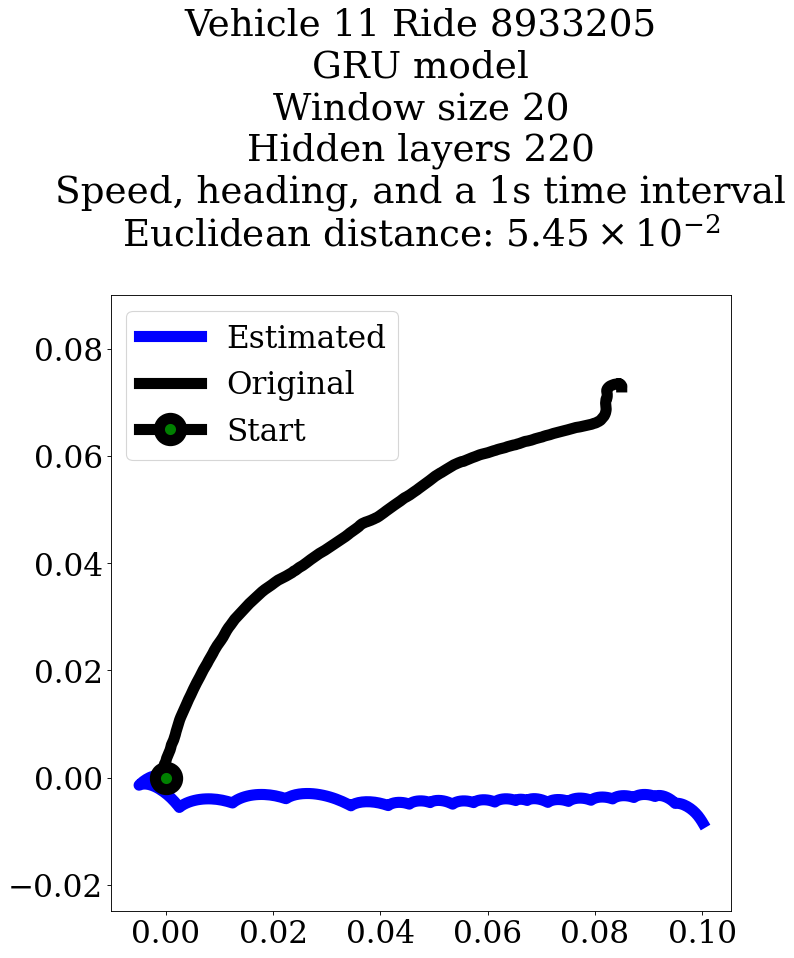 Vehicle 11 Ride 8933205
GRU model
Window size 20
Hidden layers 220
Speed, heading, and a 1s time interval
Euclidean distance: 5.45 × 10⁻²
Estimated
Original
Start
0.08
0.06
0.04
0.02
0.00
−0.02
0.00 0.02 0.04 0.06 0.08 0.10